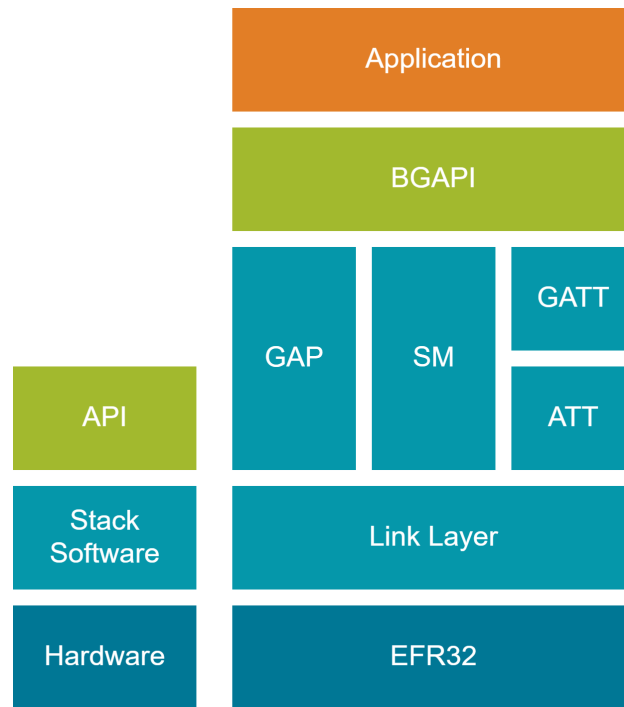 Application
BGAPI
GAP
SM
GATT
ATT
API
Stack
Software
Link Layer
Hardware
EFR32